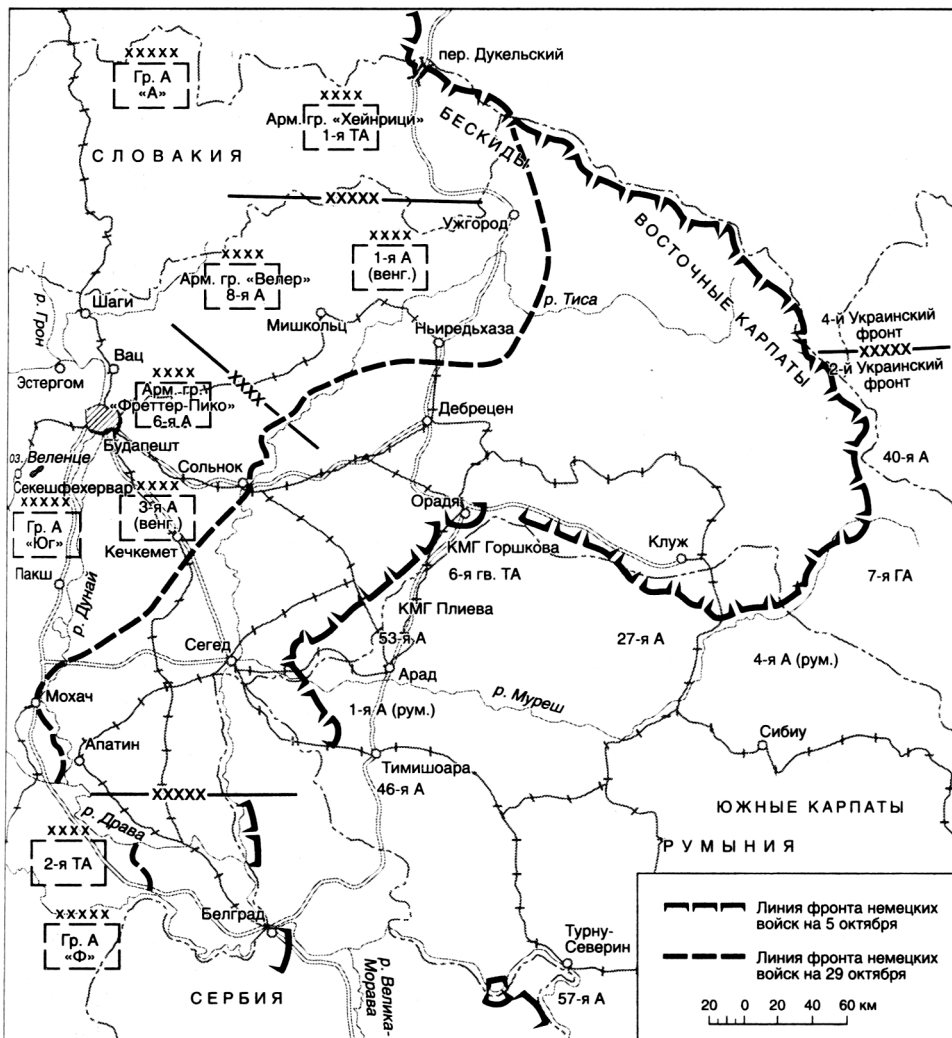 XXXXX
Гр. А
«А»
пер. Дукельский
XXXX
Арм. гр. «Хейнрици»
1-я ТА
БЕСКИДЫ
СЛОВАКИЯ
XXXXX
Ужгород
ВОСТОЧНЫЕ КАРПАТЫ
XXXX
1-я А
(венг.)
XXXX
Арм. гр. «Велер»
8-я А
р. Грон
Шаги
Мишкольц
р. Тиса
Ньиредьхаза
4-й Украинский
фронт
XXXXX
2-й Украинский
фронт
Вац
Эстергом
XXXX
Арм. гр.
«Фреттер-Пико»
6-я А
XXXX
Дебрецен
Будапешт
оз. Веленце
Сольнок
40-я А
Секешфехервар
XXXXX
Гр. А
«Юг»
XXXX
3-я А
(венг.)
Орадя
Кечкемет
КМГ Горшкова
Клуж
6-я гв. ТА
7-я ГА
Пакш
р. Дунай
КМГ Плиева
53-я А
27-я А
Сегед
Арад
4-я А (рум.)
р. Муреш
Мохач
1-я А (рум.)
Апатин
Сибиу
Тимишоара
XXXXX
46-я А
ЮЖНЫЕ КАРПАТЫ
р. Драва
XXXX
2-я ТА
РУМЫНИЯ
Белград
XXXXX
Гр. А
«Ф»
Турну-
Северин
р. Велика-
Морава
СЕРБИЯ
57-я А
Линия фронта немецких
войск на 5 октября
Линия фронта немецких
войск на 29 октября
20 0 20 60 км